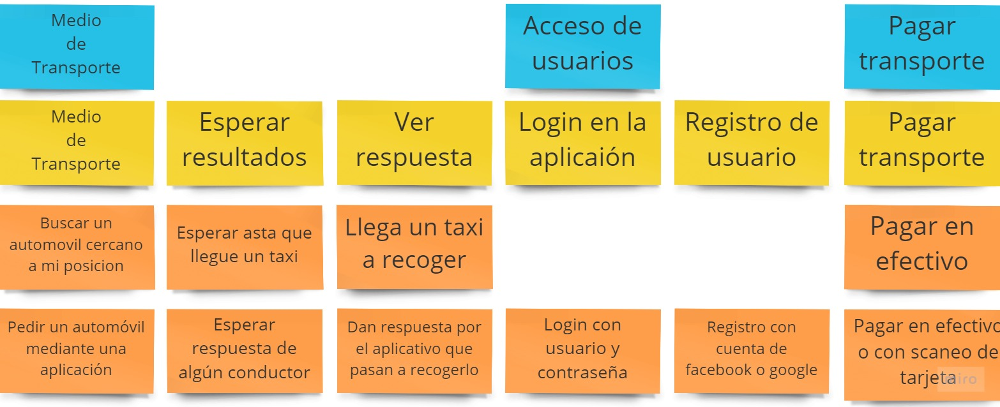 Medio
de
Transporte
Acceso de
usuarios
Pagar
transporte
Medio
de
Transporte
Esperar
resultados
Ver
respuesta
Login en la
aplicaión
Registro de
usuario
Pagar
transporte
Buscar un
automovil cercano
a mi posicion
Esperar asta que
llegue un taxi
Llega un taxi
a recoger
Pagar en
efectivo
Pedir un automóvil
mediante una
aplicación
Esperar
respuesta de
algún conductor
Dan respuesta por
el aplicativo que
pasan a recogerlo
Login con
usuario y
contraseña
Registro con
cuenta de
facebook o google
Pagar en efectivo
o con scaneo de
tarjeta
miro